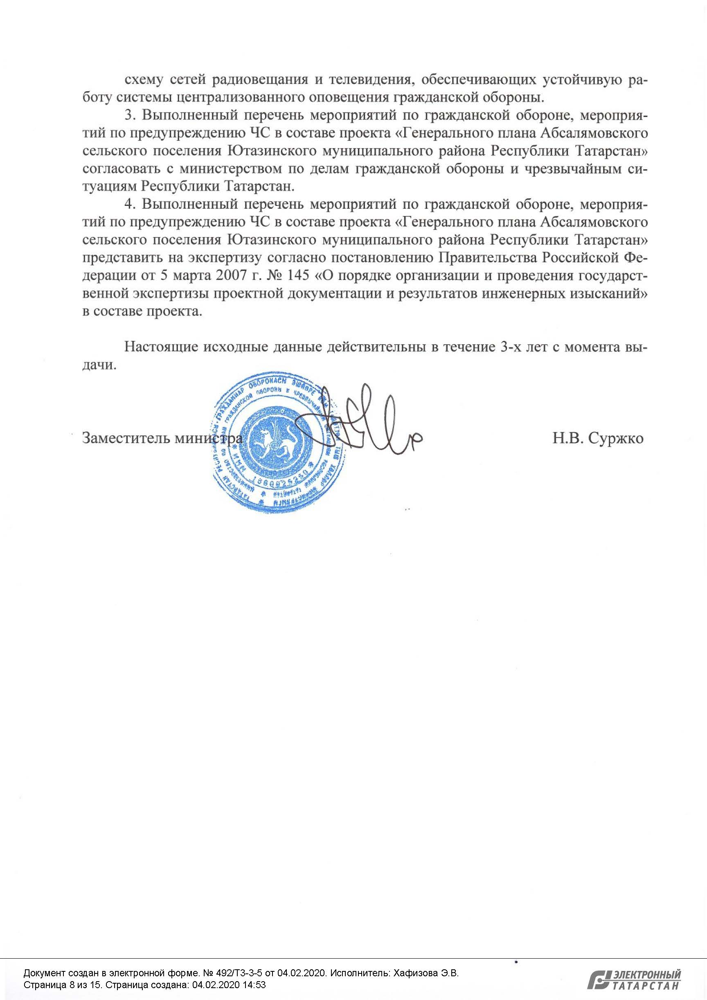 схему сетей радиовещания и телевидения, обеспечивающих устойчивую ра-
боту системы централизованного оповещения гражданской обороны.
3. Выполненный перечень мероприятий по гражданской обороне, мероприя-
тий по предупреждению ЧС в составе проекта «Генерального плана Абсалямовского
сельского поселения Ютазинского муниципального района Республики Татарстан»
согласовать с министерством по делам гражданской обороны и чрезвычайным си-
туациям Республики Татарстан.
4. Выполненный перечень мероприятий по гражданской обороне, мероприя-
тий по предупреждению ЧС в составе проекта «Генерального плана Абсалямовского
сельского поселения Ютазинского муниципального района Республики Татарстан»
представить на экспертизу согласно постановлению Правительства Российской Фе-
дерации от 5 марта 2007 г. № 145 «О порядке организации и проведения государст-
венной экспертизы проектной документации и результатов инженерных изысканий»
в составе проекта.
Настоящие исходные данные действительны в течение 3-х лет с момента вы-
дачи.
Заместитель министра
Н.В. Суржко
Документ создан в электронной форме. № 492/ТЗ-3-5 от 04.02.2020. Исполнитель: Хафизова Э.В.
Страница 8 из 15. Страница создана: 04.02.2020 14:53
ЭЛЕКТРОННЫЙ
ТАТАРСТАН